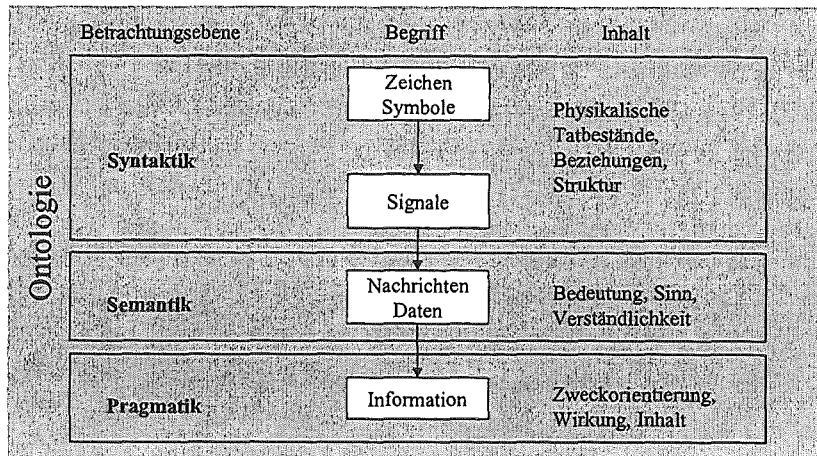 Betrachtungsebene Begriff Inhalt
Ontologie
Syntaktik
Zeichen
Symbole
Signale
Physikalische
Tatbestände,
Beziehungen,
Struktur
Semantik
Nachrichten
Daten
Bedeutung, Sinn,
Verständlichkeit
Pragmatik
Information
Zweckorientierung,
Wirkung, Inhalt